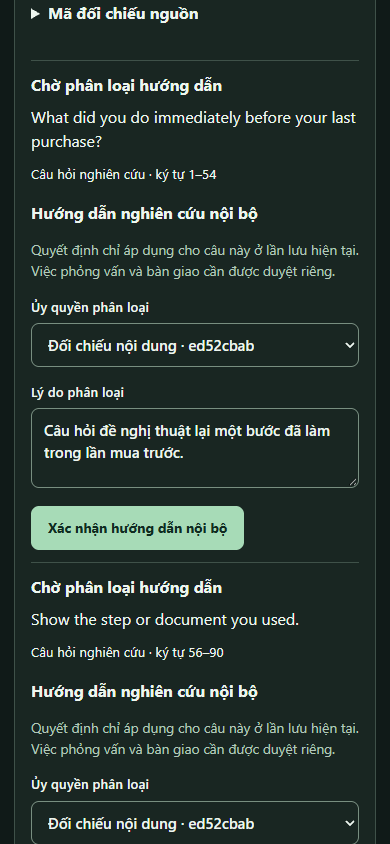 Mã đối chiếu nguồn
Chờ phân loại hướng dẫn
What did you do immediately before your last
purchase?
Câu hỏi nghiên cứu · ký tự 1–54
Hướng dẫn nghiên cứu nội bộ
Quyết định chỉ áp dụng cho câu này ở lần lưu hiện tại.
Việc phỏng vấn và bàn giao cần được duyệt riêng.
Ủy quyền phân loại
Đối chiếu nội dung · ed52cbab
Lý do phân loại
Câu hỏi đề nghị thuật lại một bước đã làm
trong lần mua trước.
Xác nhận hướng dẫn nội bộ
Chờ phân loại hướng dẫn
Show the step or document you used.
Câu hỏi nghiên cứu · ký tự 56–90
Hướng dẫn nghiên cứu nội bộ
Quyết định chỉ áp dụng cho câu này ở lần lưu hiện tại.
Việc phỏng vấn và bàn giao cần được duyệt riêng.
Ủy quyền phân loại
Đối chiếu nội dung · ed52cbab